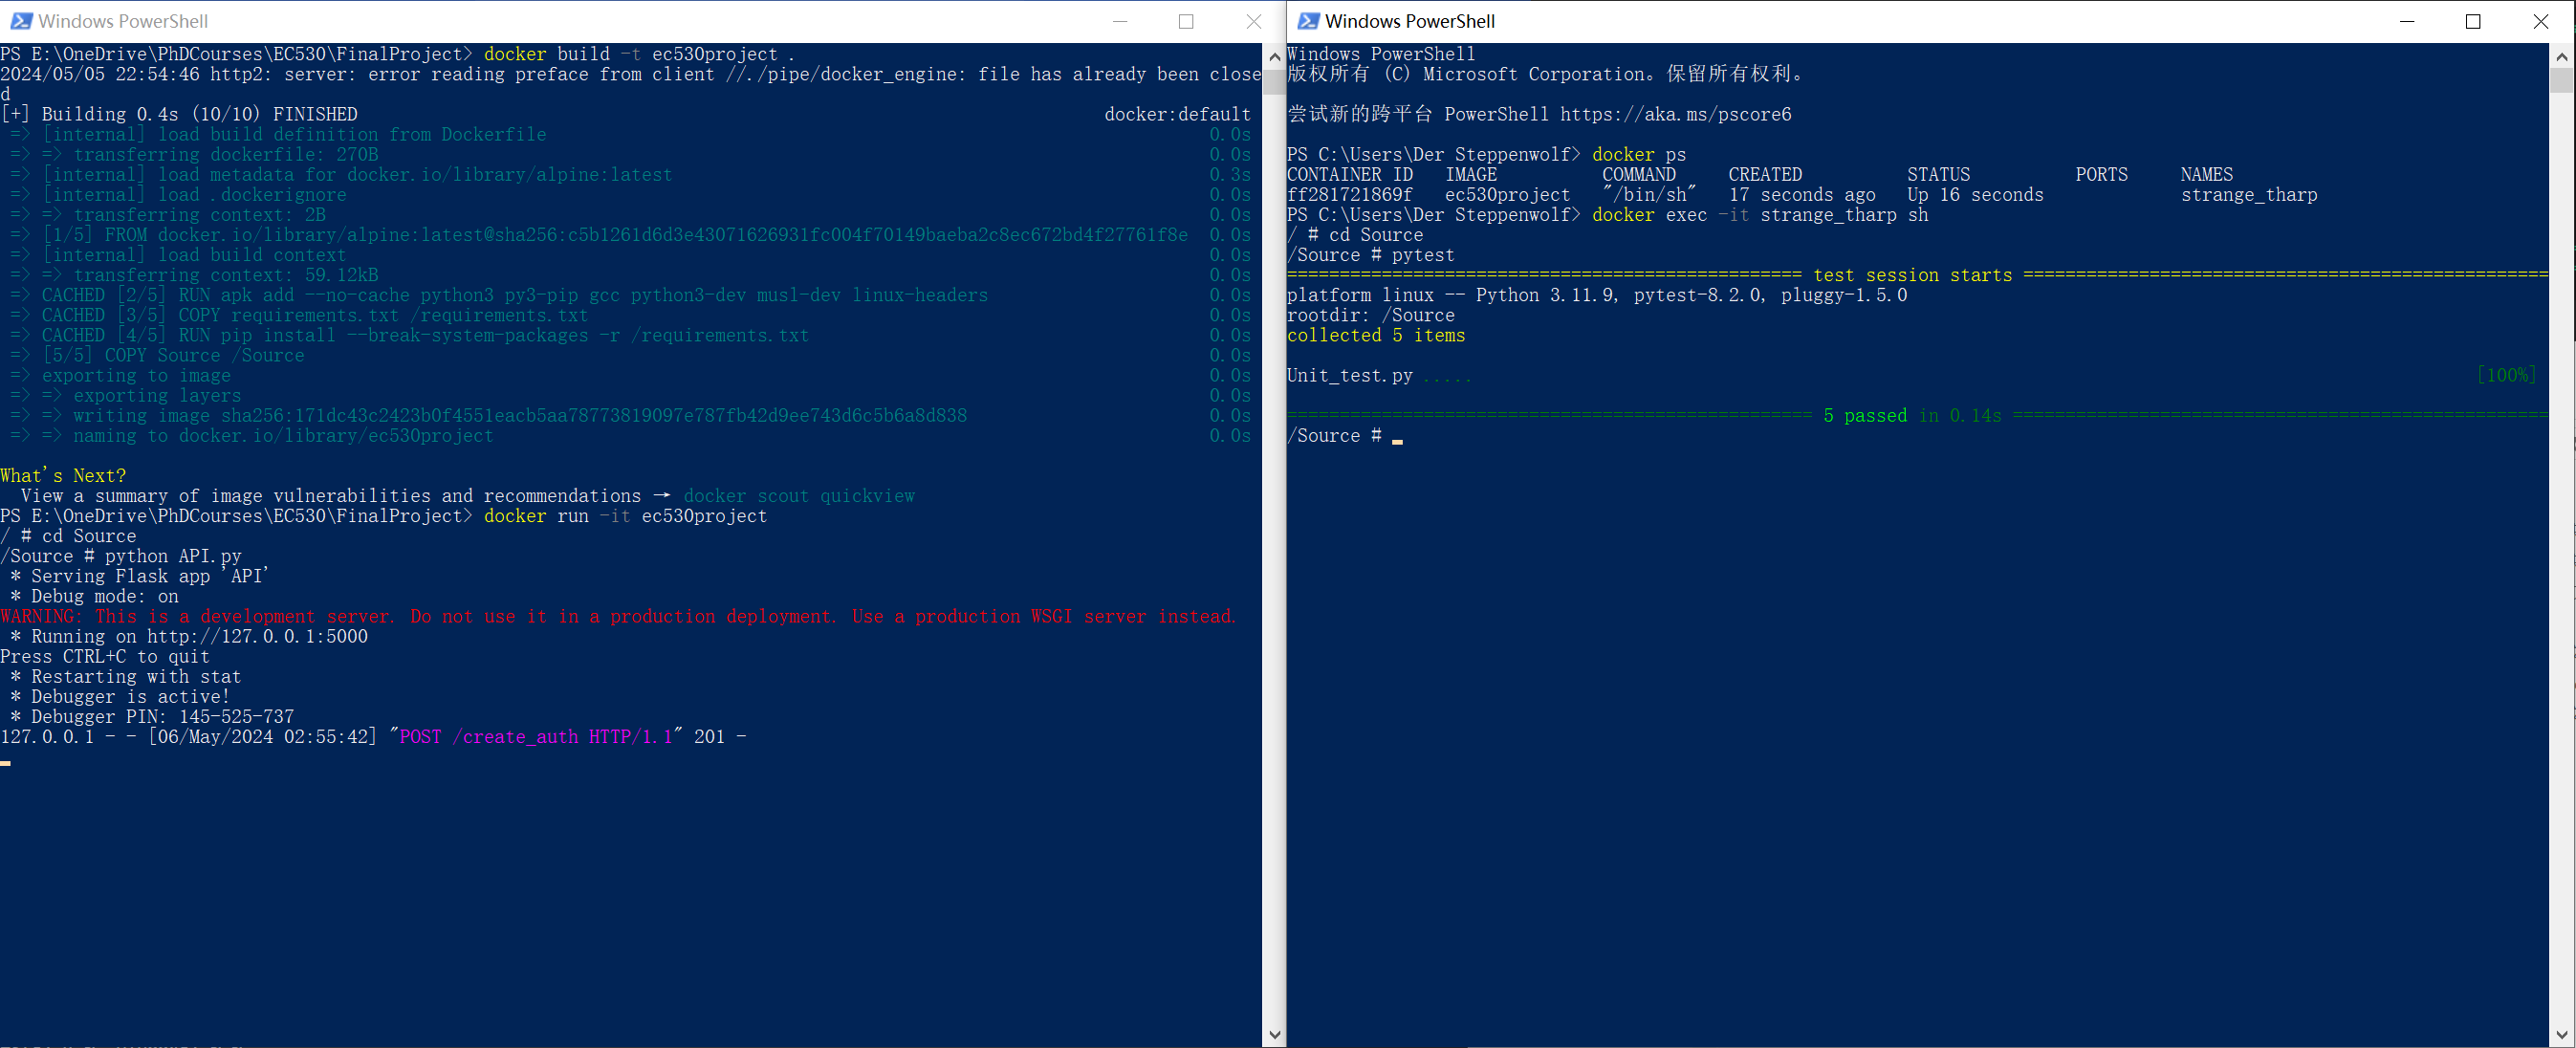 Windows PowerShell
PS E:\OneDrive\PhDCourses\EC530\FinalProject> docker build -t ec530project .
2024/05/05 22:54:46 http2: server: error reading preface from client //./pipe/docker_engine: file has already been close
d
[+] Building 0.4s (10/10) FINISHED docker:default
=> [internal] load build definition from Dockerfile 0.0s
=> => transferring dockerfile: 270B 0.0s
=> [internal] load metadata for docker.io/library/alpine:latest 0.3s
=> [internal] load .dockerignore 0.0s
=> => transferring context: 2B 0.0s
=> [1/5] FROM docker.io/library/alpine:latest@sha256:c5b1261d6d3e43071626931fc004f70149baeba2c8ec672bd4f27761f8e 0.0s
=> [internal] load build context 0.0s
=> => transferring context: 59.12kB 0.0s
=> CACHED [2/5] RUN apk add --no-cache python3 py3-pip gcc python3-dev musl-dev linux-headers 0.0s
=> CACHED [3/5] COPY requirements.txt /requirements.txt 0.0s
=> CACHED [4/5] RUN pip install --break-system-packages -r /requirements.txt 0.0s
=> [5/5] COPY Source /Source 0.0s
=> exporting to image 0.0s
=> => exporting layers 0.0s
=> => writing image sha256:171dc43c2423b0f4551eacb5aa78773819097e787fb42d9ee743d6c5b6a8d838 0.0s
=> => naming to docker.io/library/ec530project 0.0s
What's Next?
View a summary of image vulnerabilities and recommendations → docker scout quickview
PS E:\OneDrive\PhDCourses\EC530\FinalProject> docker run -it ec530project
/ # cd Source
/Source # python API.py
* Serving Flask app 'API'
* Debug mode: on
WARNING: This is a development server. Do not use it in a production deployment. Use a production WSGI server instead.
* Running on http://127.0.0.1:5000
Press CTRL+C to quit
* Restarting with stat
* Debugger is active!
* Debugger PIN: 145-525-737
127.0.0.1 - - [06/May/2024 02:55:42] "POST /create_auth HTTP/1.1" 201 -
Windows PowerShell
Windows PowerShell
版权所有 (C) Microsoft Corporation。保留所有权利。
尝试新的跨平台 PowerShell https://aka.ms/pscore6
PS C:\Users\Der Steppenwolf> docker ps
CONTAINER ID IMAGE COMMAND CREATED STATUS PORTS NAMES
ff281721869f ec530project "/bin/sh" 17 seconds ago Up 16 seconds strange_tharp
PS C:\Users\Der Steppenwolf> docker exec -it strange_tharp sh
/ # cd Source
/Source # pytest
================================================= test session starts ==================================================
platform linux -- Python 3.11.9, pytest-8.2.0, pluggy-1.5.0
rootdir: /Source
collected 5 items
Unit_test.py ..... [100%]
================================================== 5 passed in 0.14s ===================================================
/Source #